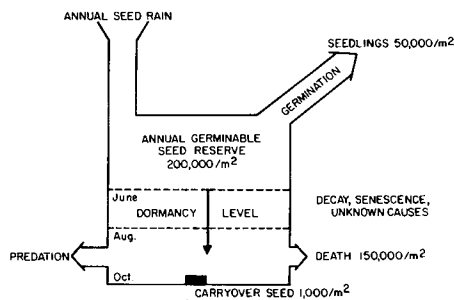 ANNUAL SEED RAIN
SEEDLINGS 50,000/m²
GERMINATION
ANNUAL GERMINABLE
SEED RESERVE
200,000/m²
June
DORMANCY LEVEL
DECAY, SENESCENCE,
UNKNOWN CAUSES
Aug.
PREDATION
DEATH 150,000/m²
Oct.
CARRYOVER SEED 1,000/m²